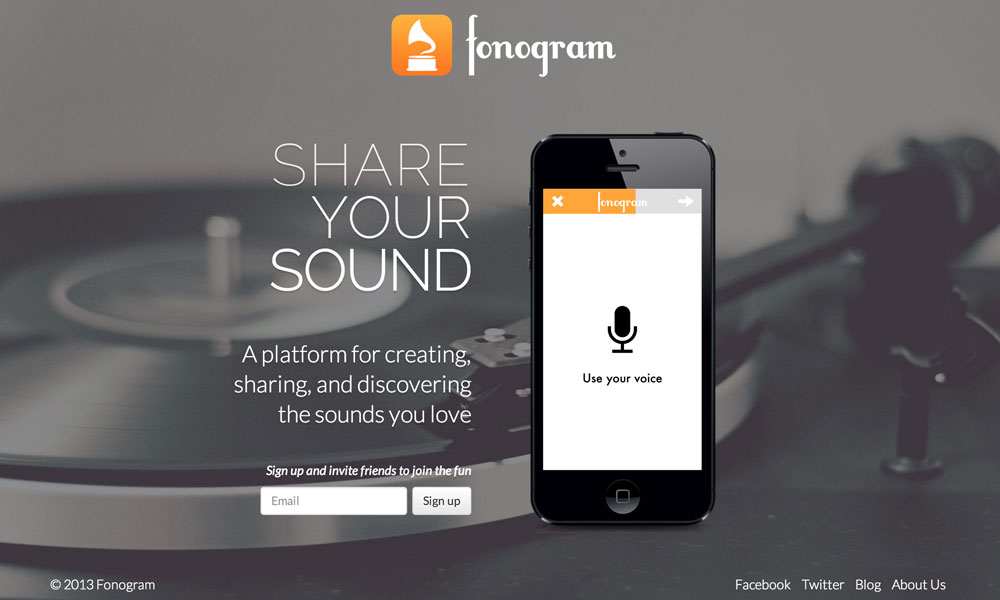 fonogram
SHARE
YOUR
SOUND
A platform for creating,
sharing, and discovering
the sounds you love
Sign up and invite friends to join the fun
Email
Sign up
fonogram
Use your voice
© 2013 Fonogram
Facebook Twitter Blog About Us